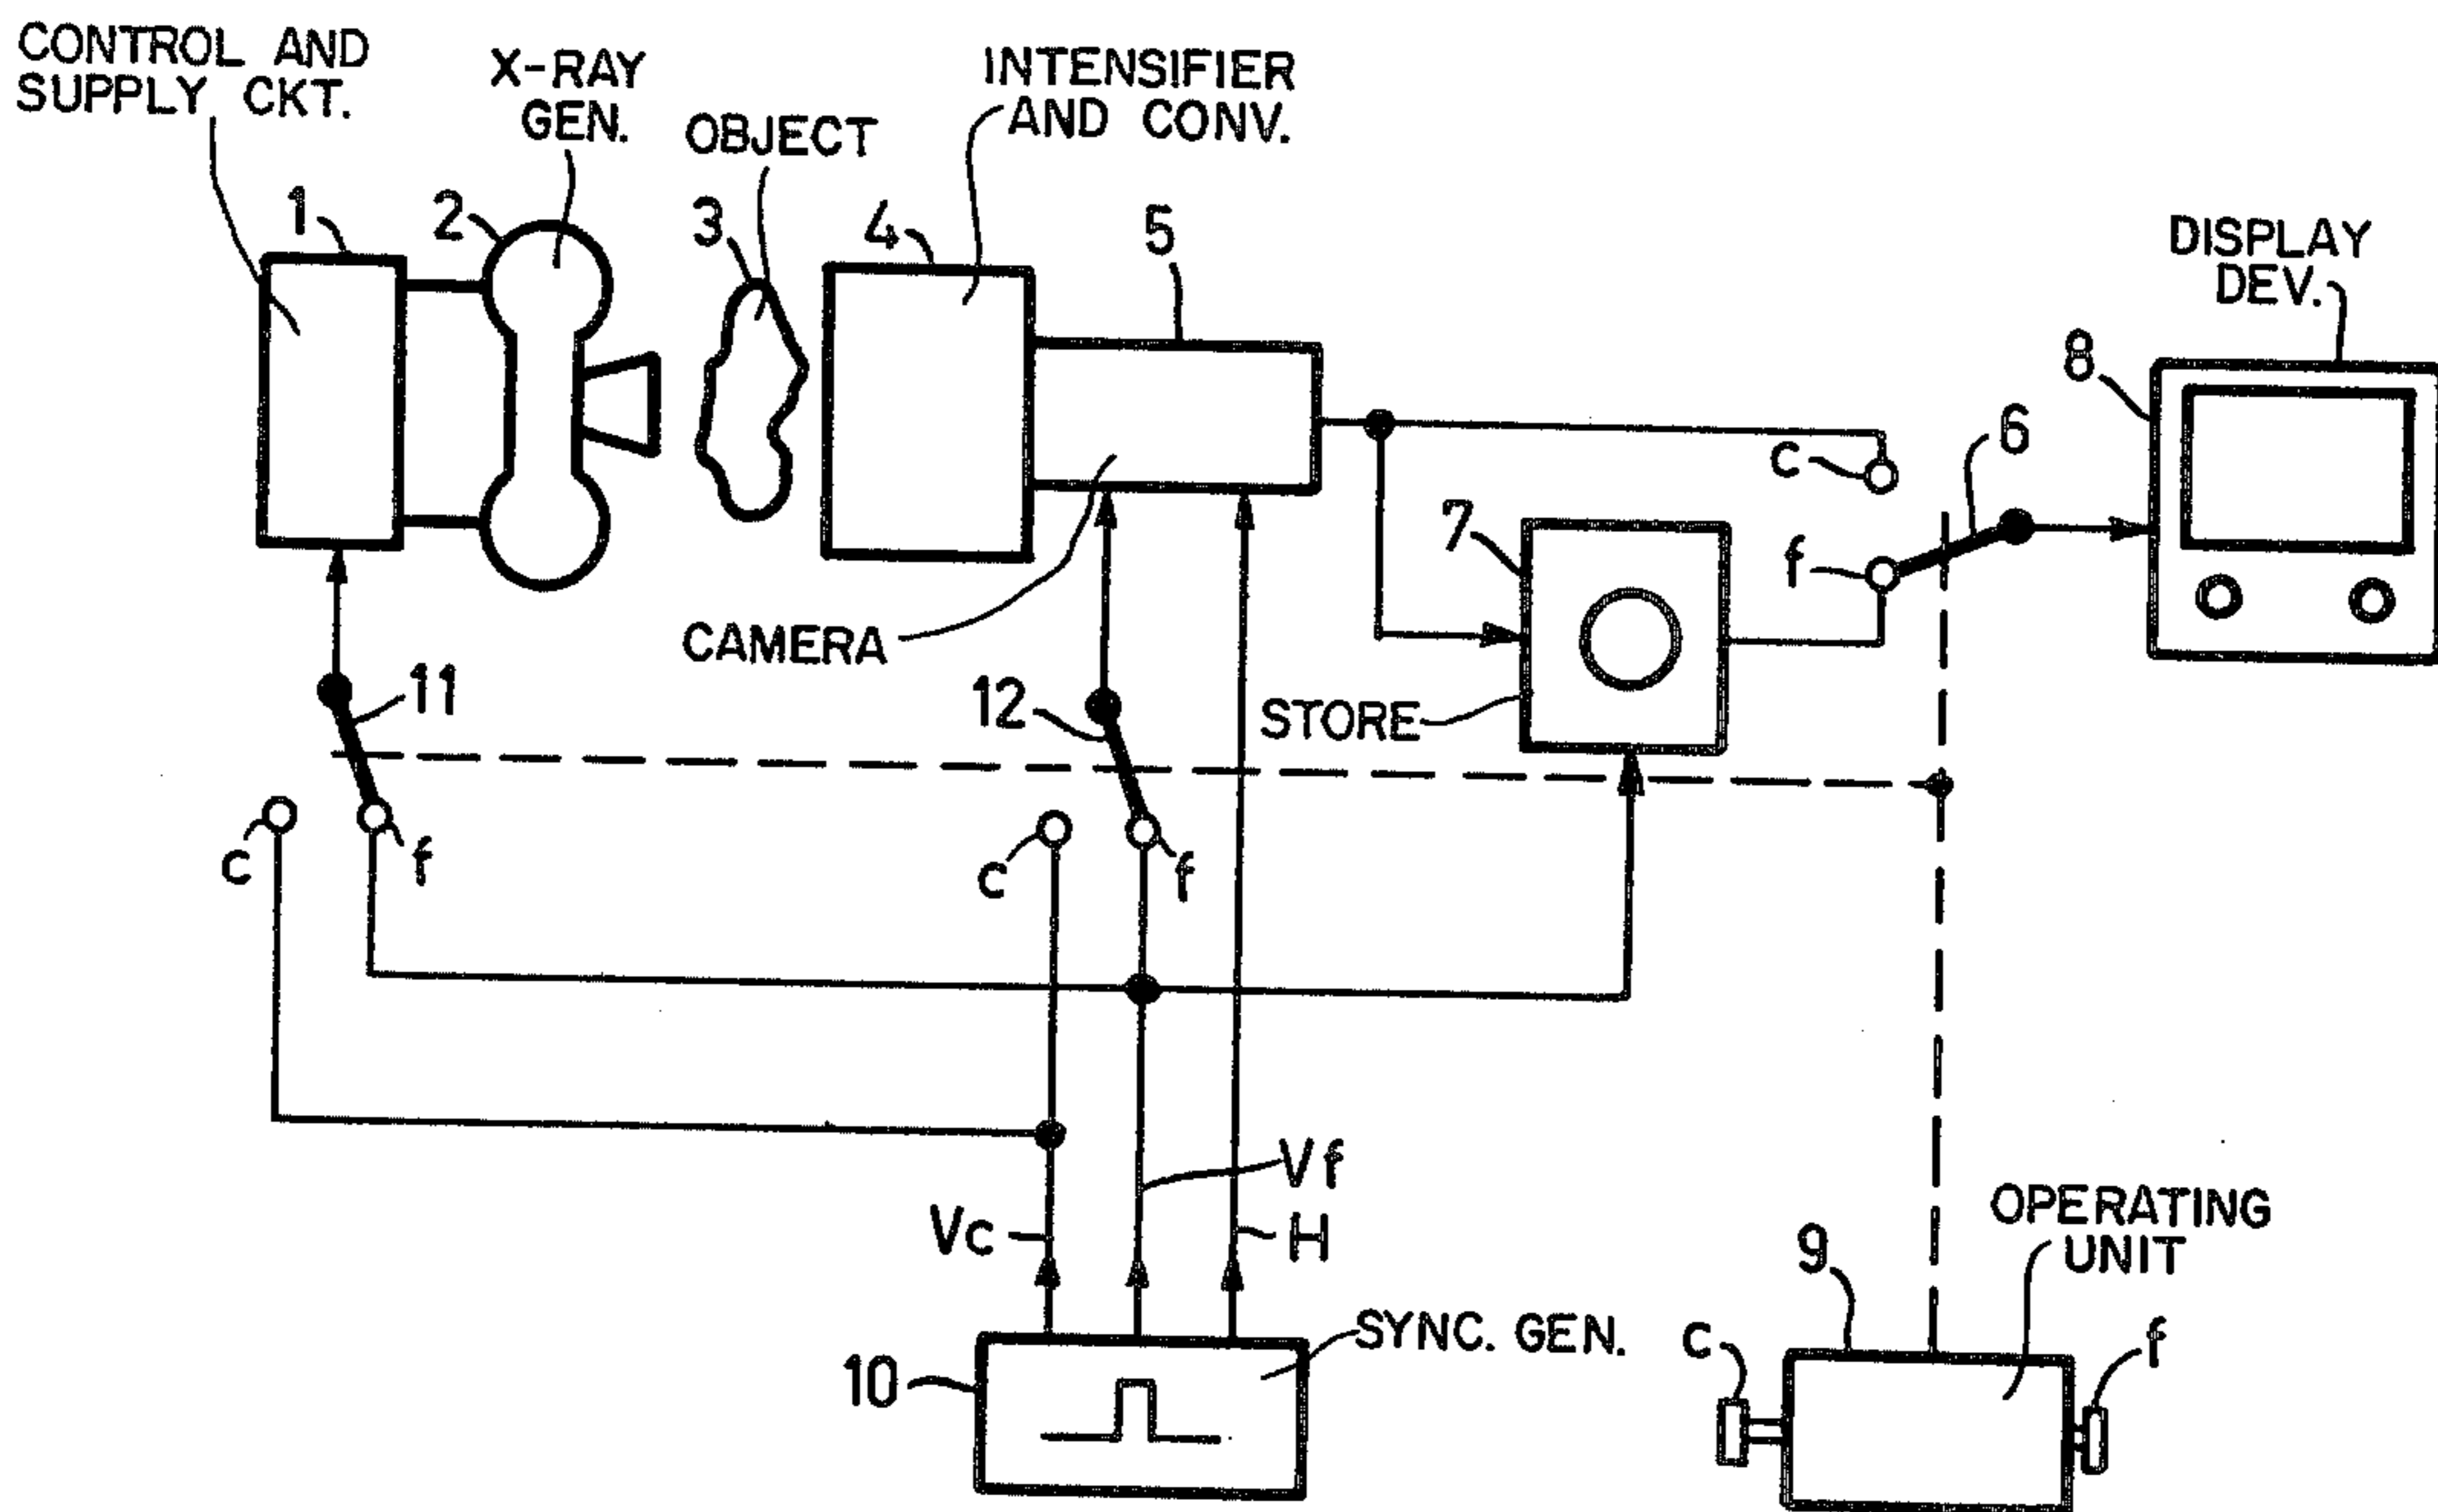 CONTROL AND
SUPPLY CKT.
X-RAY
GEN.
OBJECT
INTENSIFIER
AND CONV.
DISPLAY
DEV.
1
2
3
4
5
8
6
c
7
f
CAMERA
STORE
11
12
c
f
c
f
Vf
Vc
H
OPERATING
UNIT
9
SYNC. GEN.
10
c
f